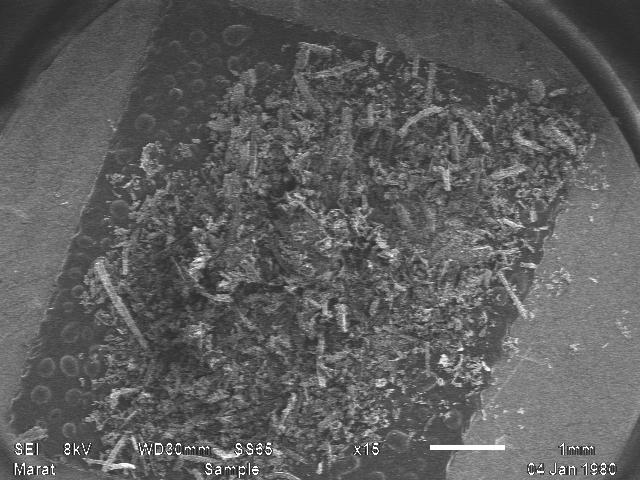 SEI 8kV WD30mm SS65 x15 1mm
Marat Sample 04 Jan 1980